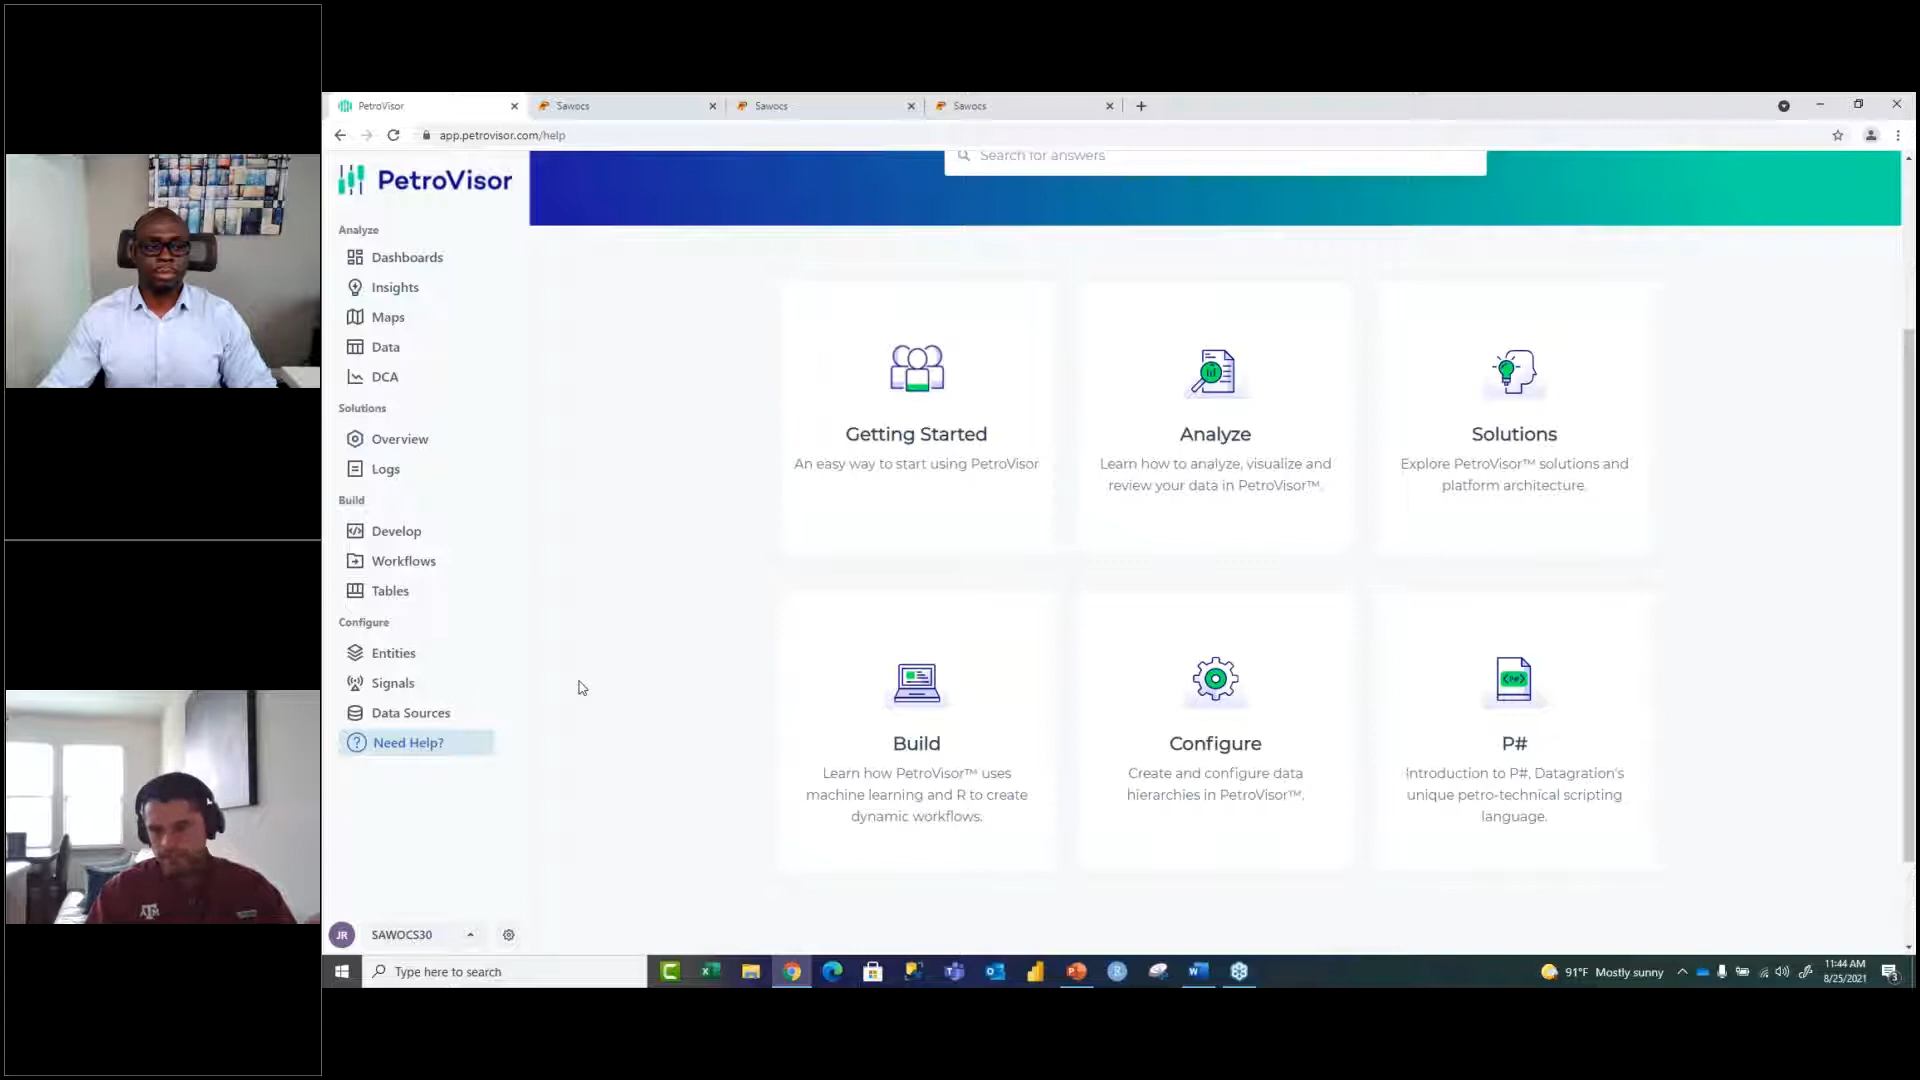 PetroVisor
Sawocs
Sawocs
Sawocs
app.petrovisor.com/help
PetroVisor
Search for answers
Analyze
Dashboards
Insights
Maps
Data
DCA
Solutions
Overview
Logs
Build
Develop
Workflows
Tables
Configure
Entities
Signals
Data Sources
Need Help?
JR
SAWOCS30
Getting Started
An easy way to start using PetroVisor
Analyze
Learn how to analyze, visualize and
review your data in PetroVisor™.
Solutions
Explore PetroVisor™ solutions and
platform architecture.
Build
Learn how PetroVisor™ uses
machine learning and R to create
dynamic workflows.
Configure
Create and configure data
hierarchies in PetroVisor™.
<P#>
P#
Introduction to P#, Datagration's
unique petro-technical scripting
language.
ATM
Type here to search
91°F Mostly sunny
11:44 AM
8/25/2021
3